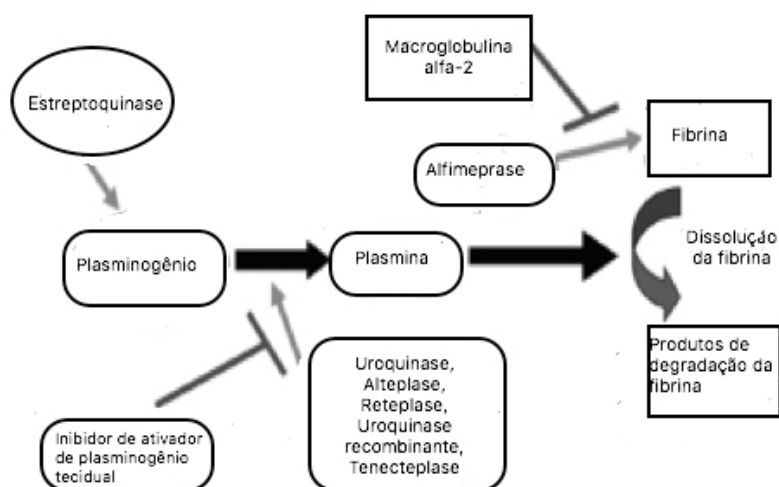 Macroglobulina
alfa-2
Estreptoquinase
Fibrina
Alfimeprase
Plasminogênio
Plasmina
Dissolução
da fibrina
Uroquinase,
Alteplase,
Reteplase,
Uroquinase
recombinante,
Tenecteplase
Produtos de
degradação da
fibrina
Inibidor de ativador
de plasminogênio
tecidual